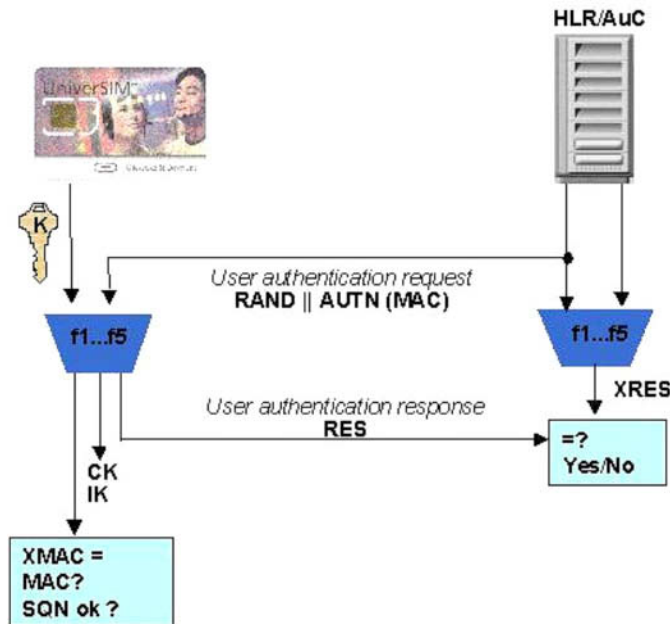 HLR/AuC
UniverSIM
K
User authentication request
RAND || AUTN (MAC)
f1...f5
f1...f5
XRES
User authentication response
RES
=?
Yes/No
CK
IK
XMAC =
MAC?
SQN ok ?